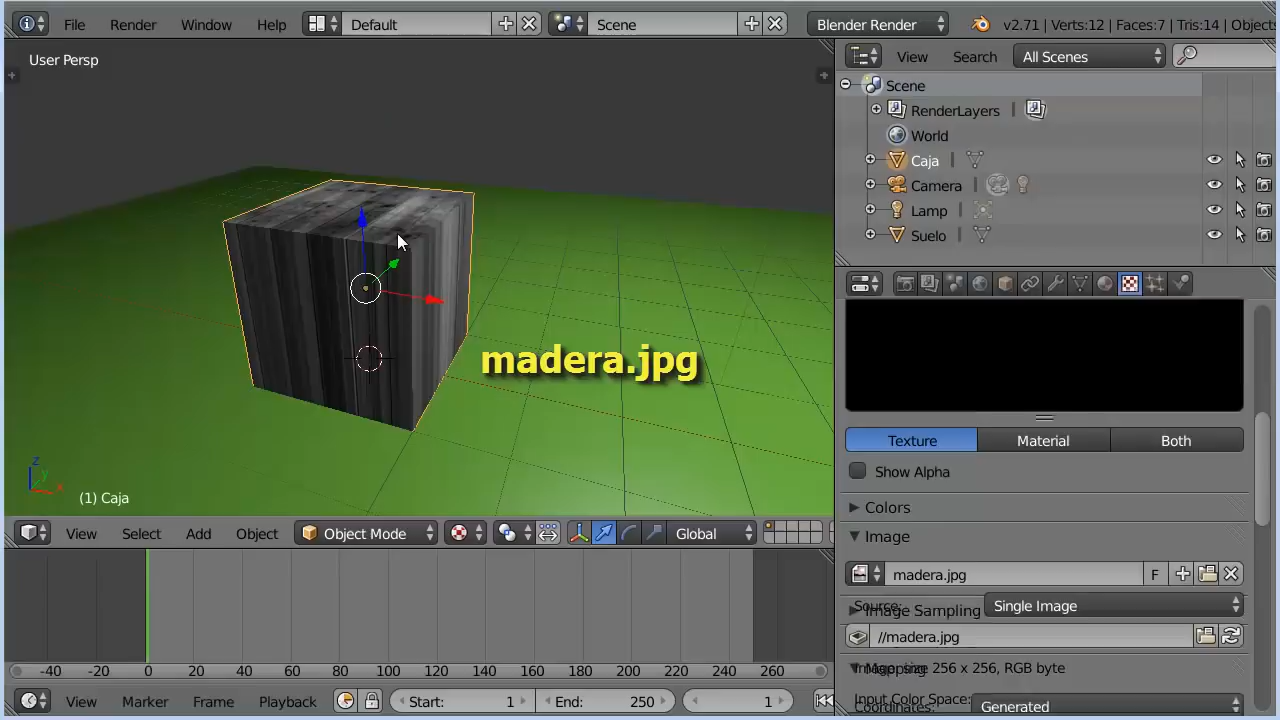 File Render Window Help Default Scene Blender Render v2.71 | Verts:12 | Faces:7 | Tris:14 | Object
User Persp
View Search All Scenes
Scene
RenderLayers |
World
Caja |
Camera |
Lamp |
Suelo |
madera.jpg
Texture Material Both
Show Alpha
Colors
Image
madera.jpg F
Source: Single Image
Image Sampling
//madera.jpg
Mapping
Image: size 256 x 256, RGB byte
Input Color Space:
Coordinates: Generated
z
y
x
(1) Caja
View Select Add Object Object Mode Global
-40 -20 0 20 40 60 80 100 120 140 160 180 200 220 240 260
View Marker Frame Playback Start: 1 End: 250 1